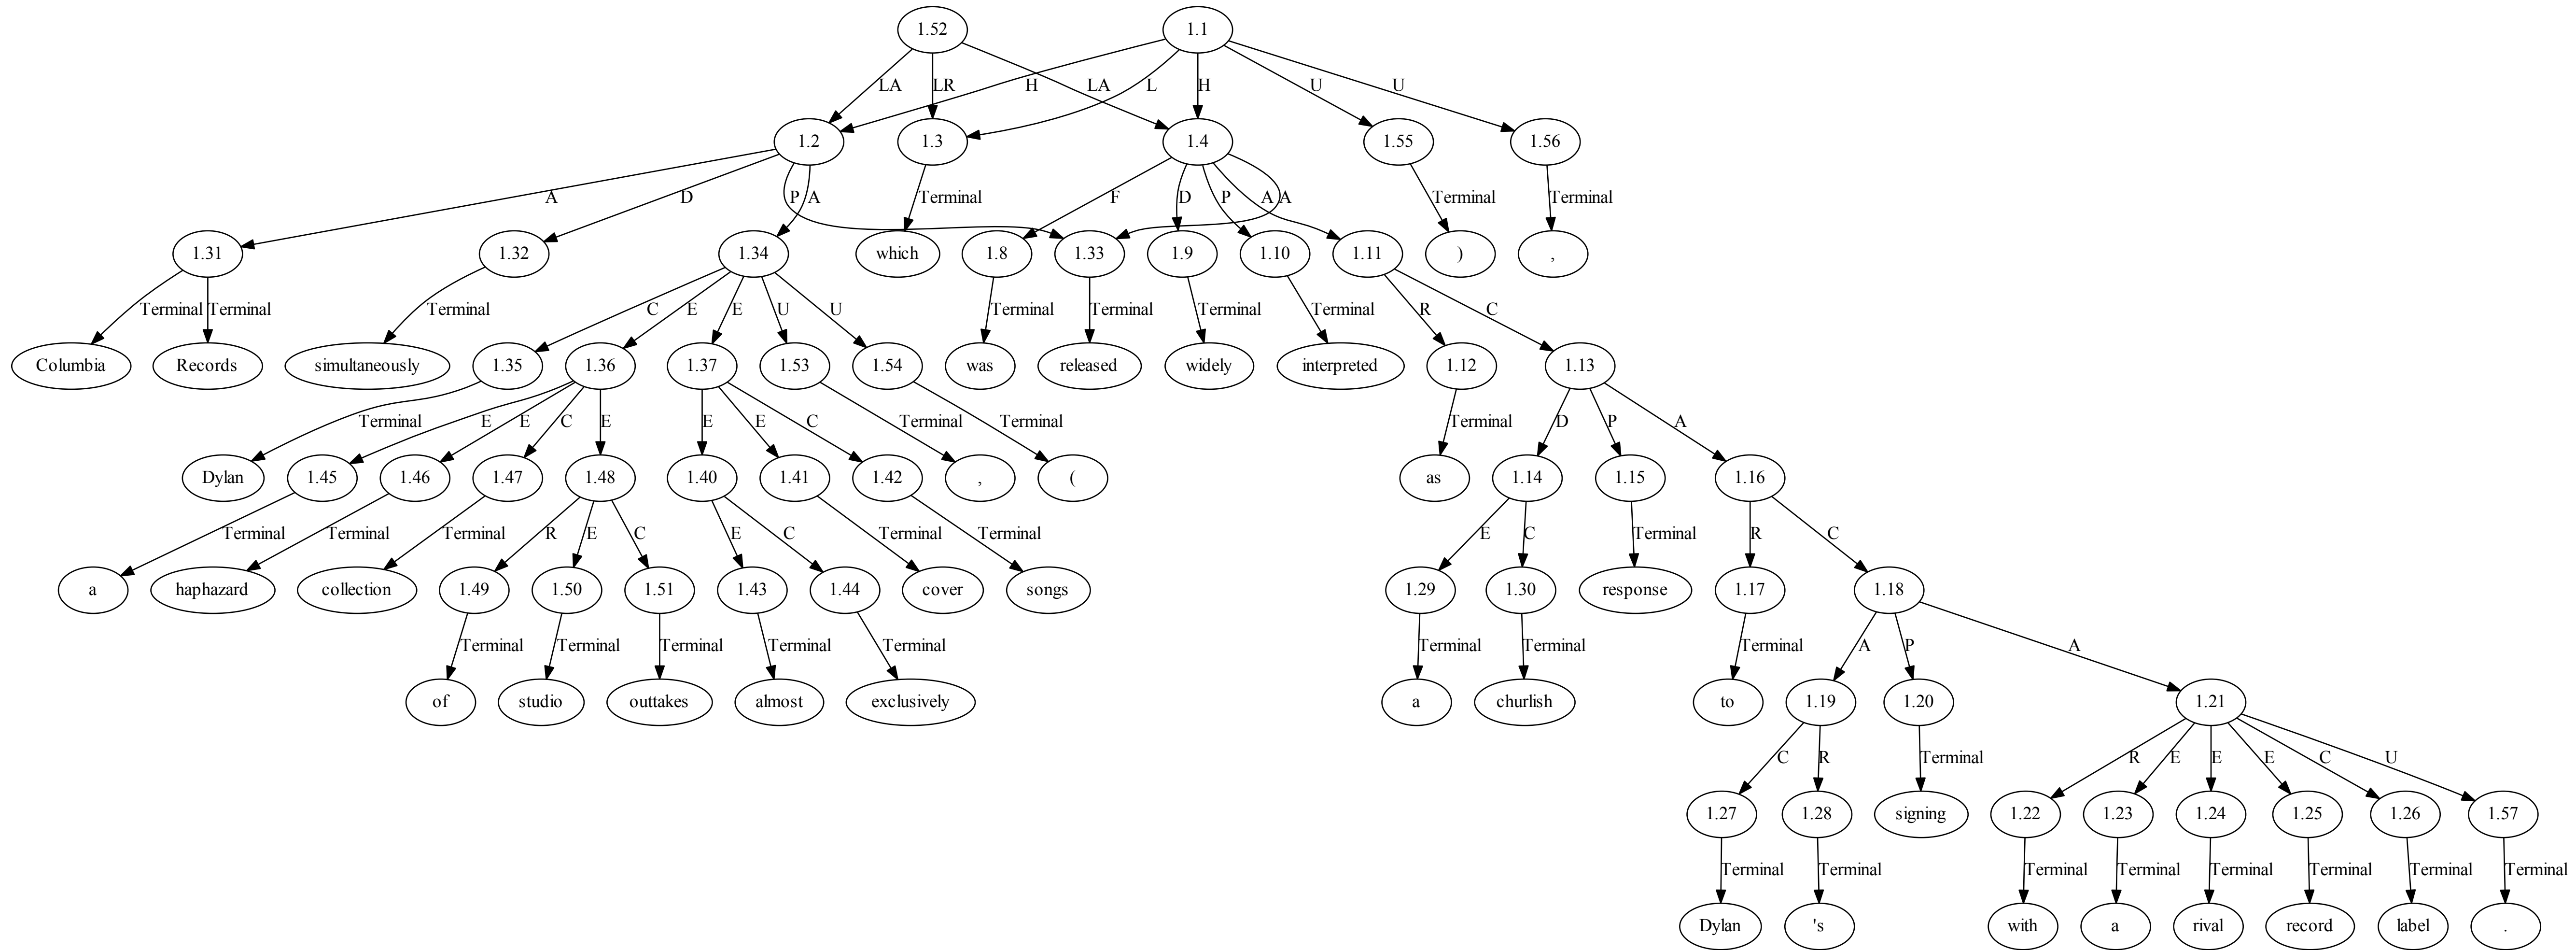 1.52 1.1
LA LR H LA L H U U
1.2 1.3 1.4 1.55 1.56
A D P A Terminal F D P A A Terminal Terminal
1.31 1.32 1.34 which 1.8 1.33 1.9 1.10 1.11 ) ,
Terminal Terminal Terminal C E E U U Terminal Terminal Terminal Terminal R C
Columbia Records simultaneously 1.35 1.36 1.37 1.53 1.54 was released widely interpreted 1.12 1.13
Terminal E E C E E E C Terminal Terminal Terminal D P A
Dylan 1.45 1.46 1.47 1.48 1.40 1.41 1.42 , ( as 1.14 1.15 1.16
Terminal Terminal Terminal R E C E C Terminal Terminal E C Terminal R C
a haphazard collection 1.49 1.50 1.51 1.43 1.44 cover songs 1.29 1.30 response 1.17 1.18
Terminal Terminal Terminal Terminal Terminal Terminal Terminal Terminal A P A
of studio outtakes almost exclusively a churlish to 1.19 1.20 1.21
C R Terminal R E E E C U
1.27 1.28 signing 1.22 1.23 1.24 1.25 1.26 1.57
Terminal Terminal Terminal Terminal Terminal Terminal Terminal Terminal
Dylan 's with a rival record label .